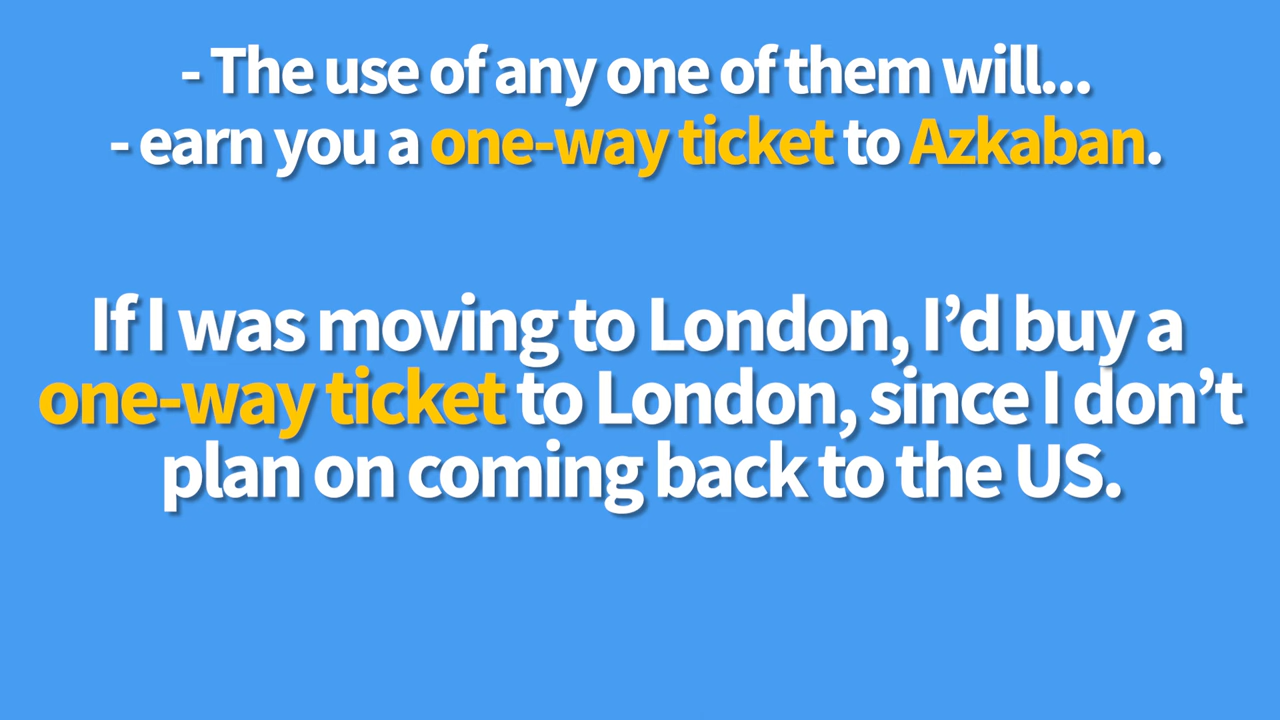 - The use of any one of them will...
- earn you a one-way ticket to Azkaban.
If I was moving to London, I’d buy a
one-way ticket to London, since I don’t
plan on coming back to the US.